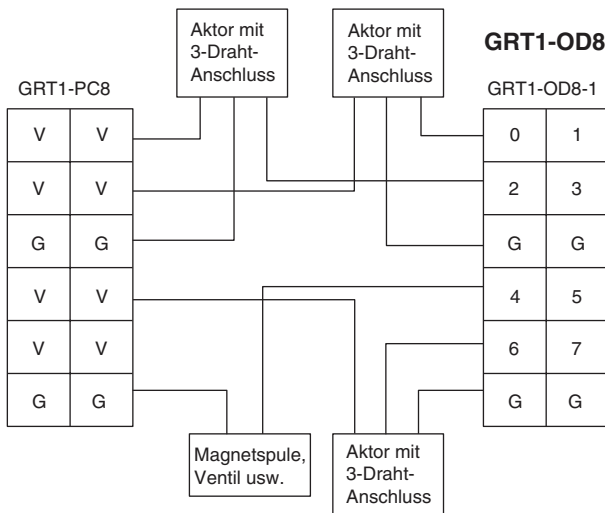 Aktor mit
3-Draht-
Anschluss
Aktor mit
3-Draht-
Anschluss
GRT1-OD8
GRT1-PC8
GRT1-OD8-1
V V
0 1
V V
2 3
G G
G G
V V
4 5
V V
6 7
G G
G G
Magnetspule,
Ventil usw.
Aktor mit
3-Draht-
Anschluss